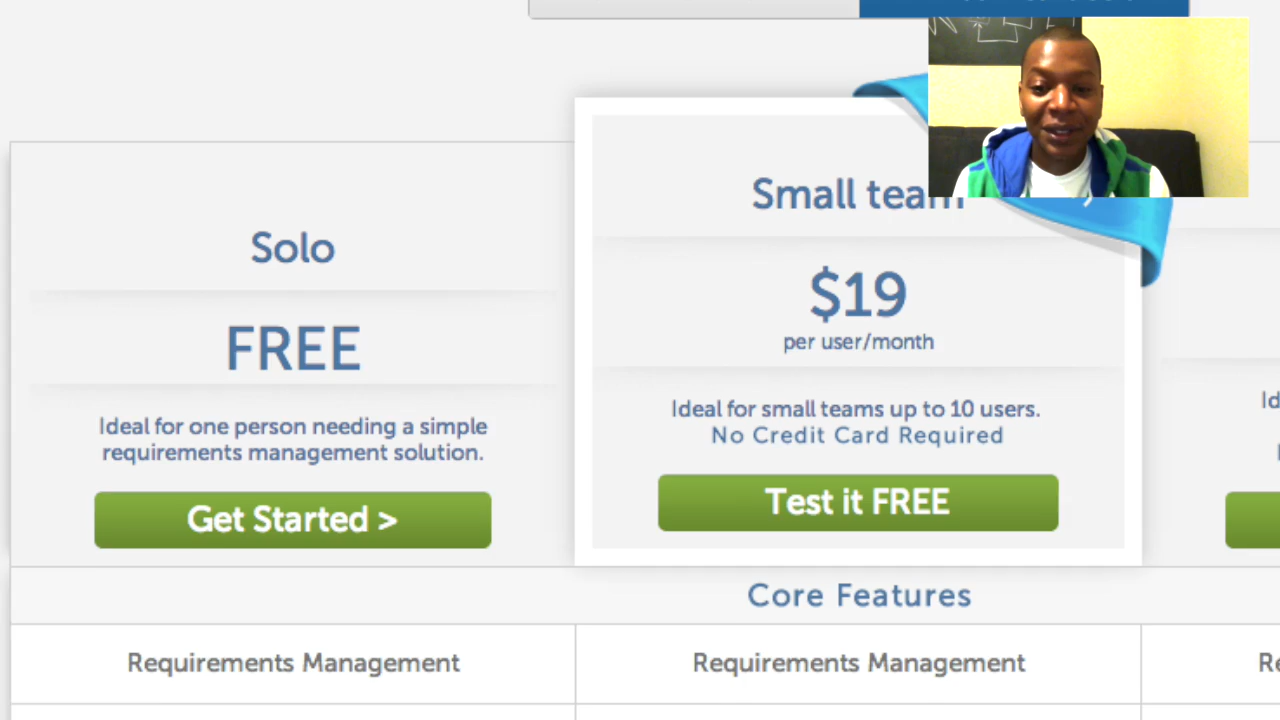 Solo
FREE
Ideal for one person needing a simple
requirements management solution.
Get Started >
Small team
$19
per user/month
Ideal for small teams up to 10 users.
No Credit Card Required
Test it FREE
Core Features
Requirements Management
Requirements Management